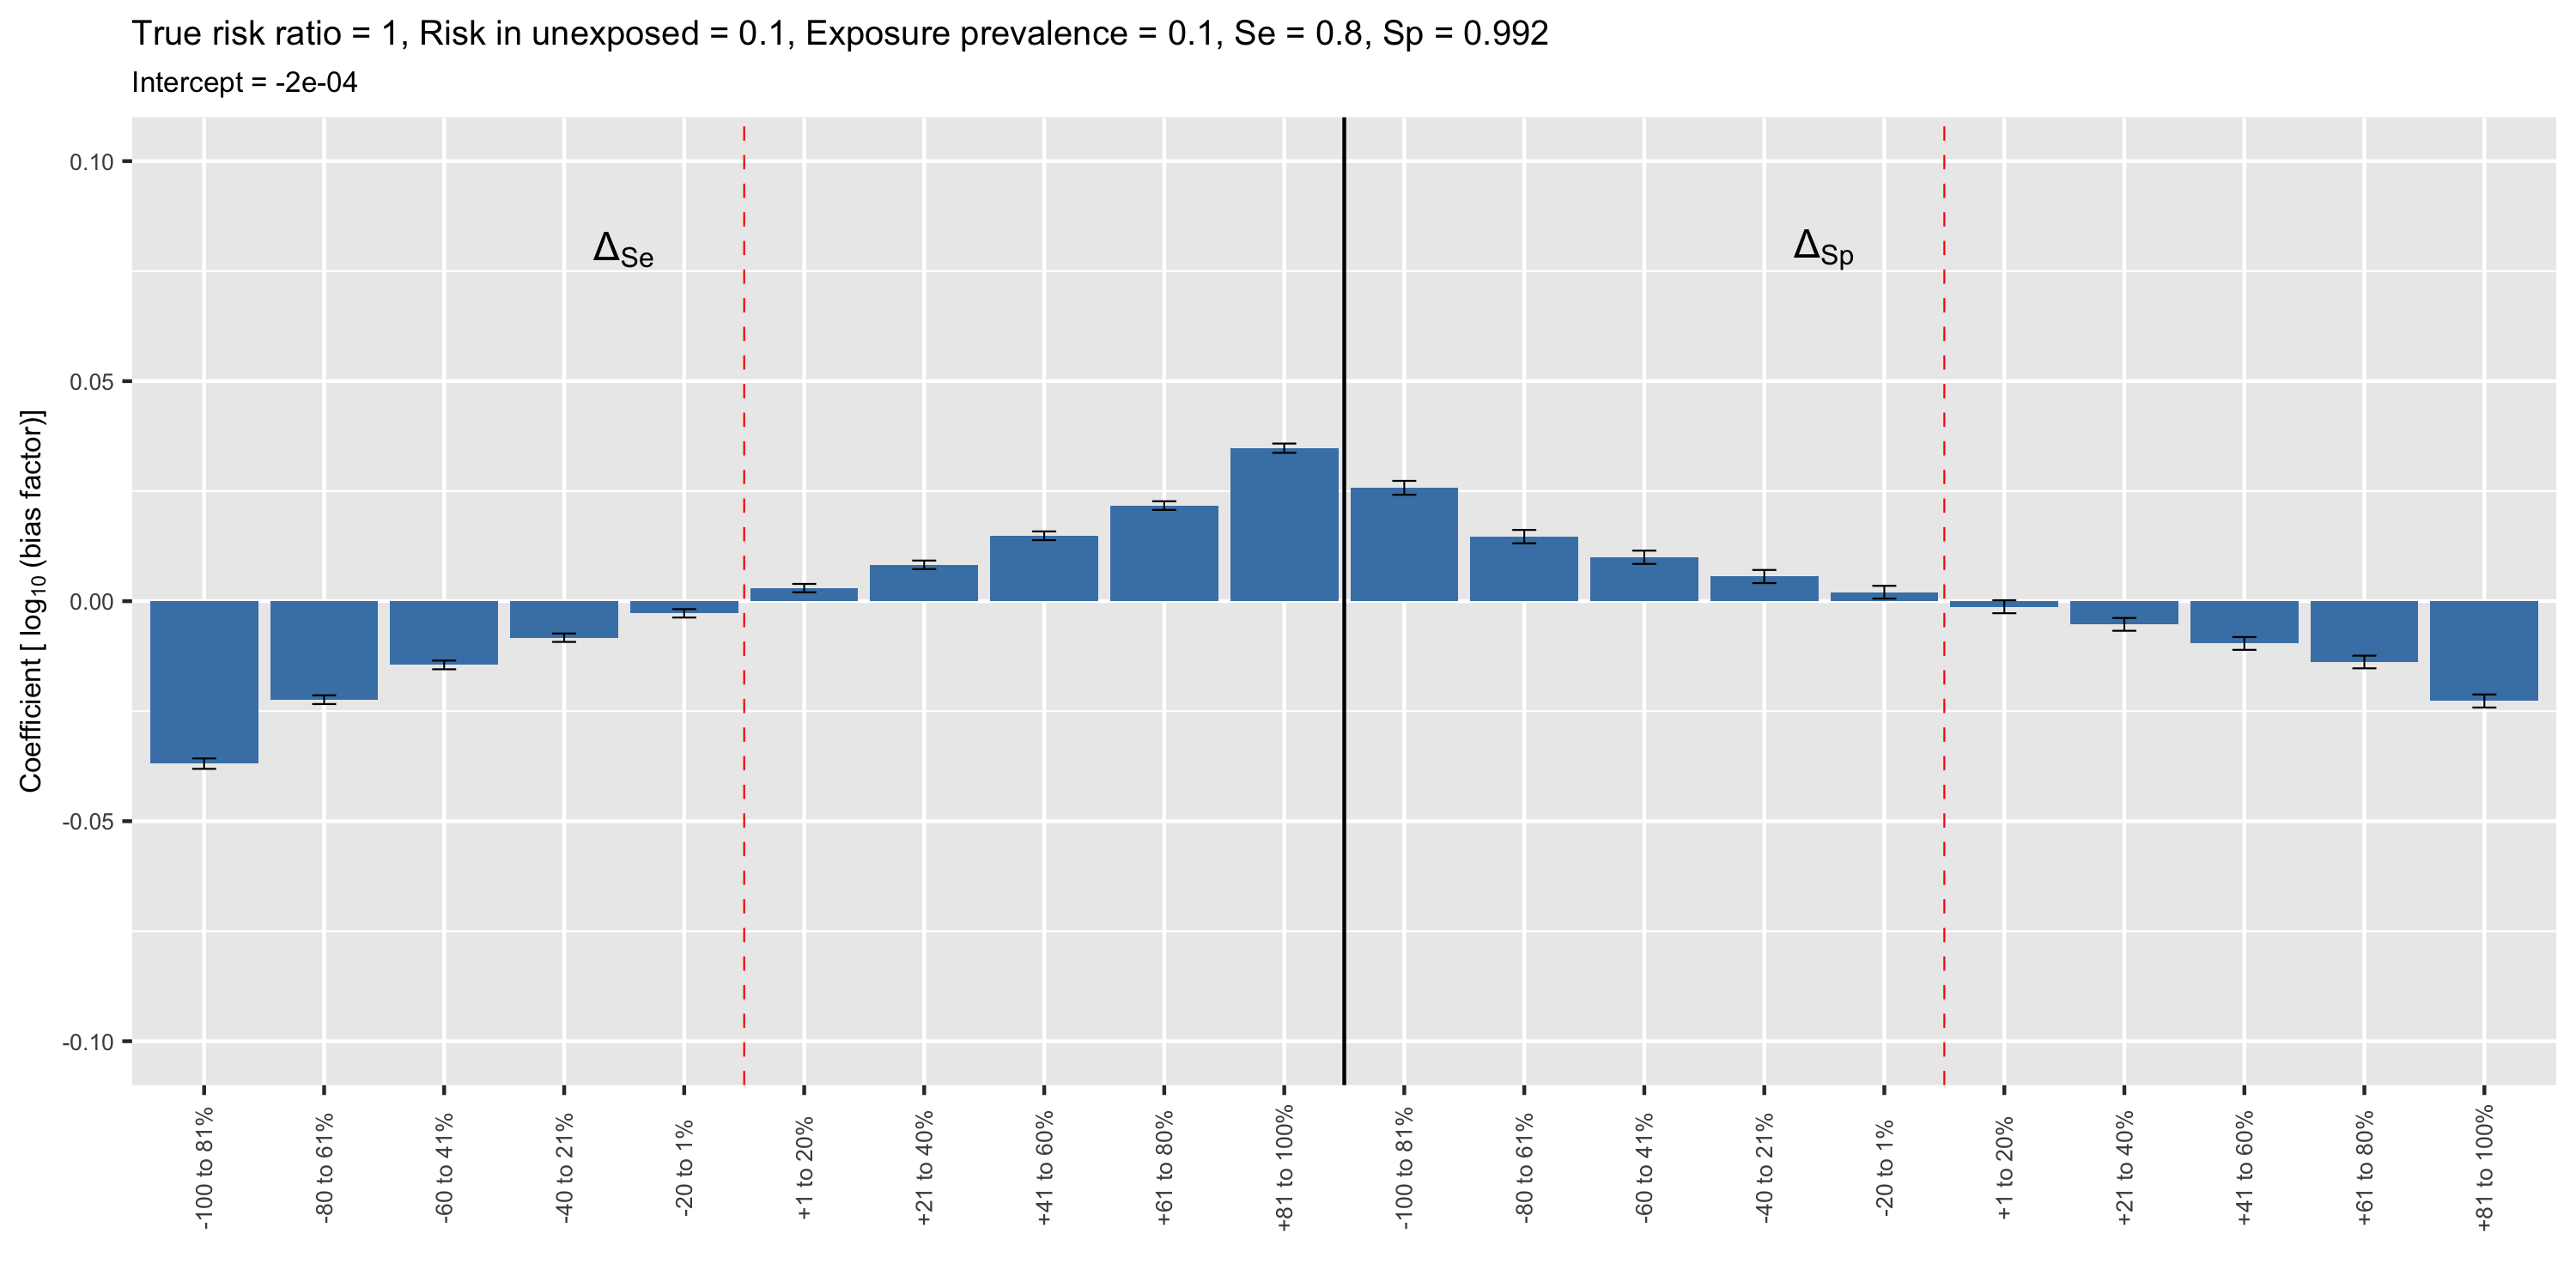 True risk ratio = 1, Risk in unexposed = 0.1, Exposure prevalence = 0.1, Se = 0.8, Sp = 0.992
Intercept = -2e-04
Coefficient [ log10 (bias factor)]
0.10
0.05
0.00
-0.05
-0.10
ΔSe
ΔSp
-100 to 81%
-80 to 61%
-60 to 41%
-40 to 21%
-20 to 1%
+1 to 20%
+21 to 40%
+41 to 60%
+61 to 80%
+81 to 100%
-100 to 81%
-80 to 61%
-60 to 41%
-40 to 21%
-20 to 1%
+1 to 20%
+21 to 40%
+41 to 60%
+61 to 80%
+81 to 100%